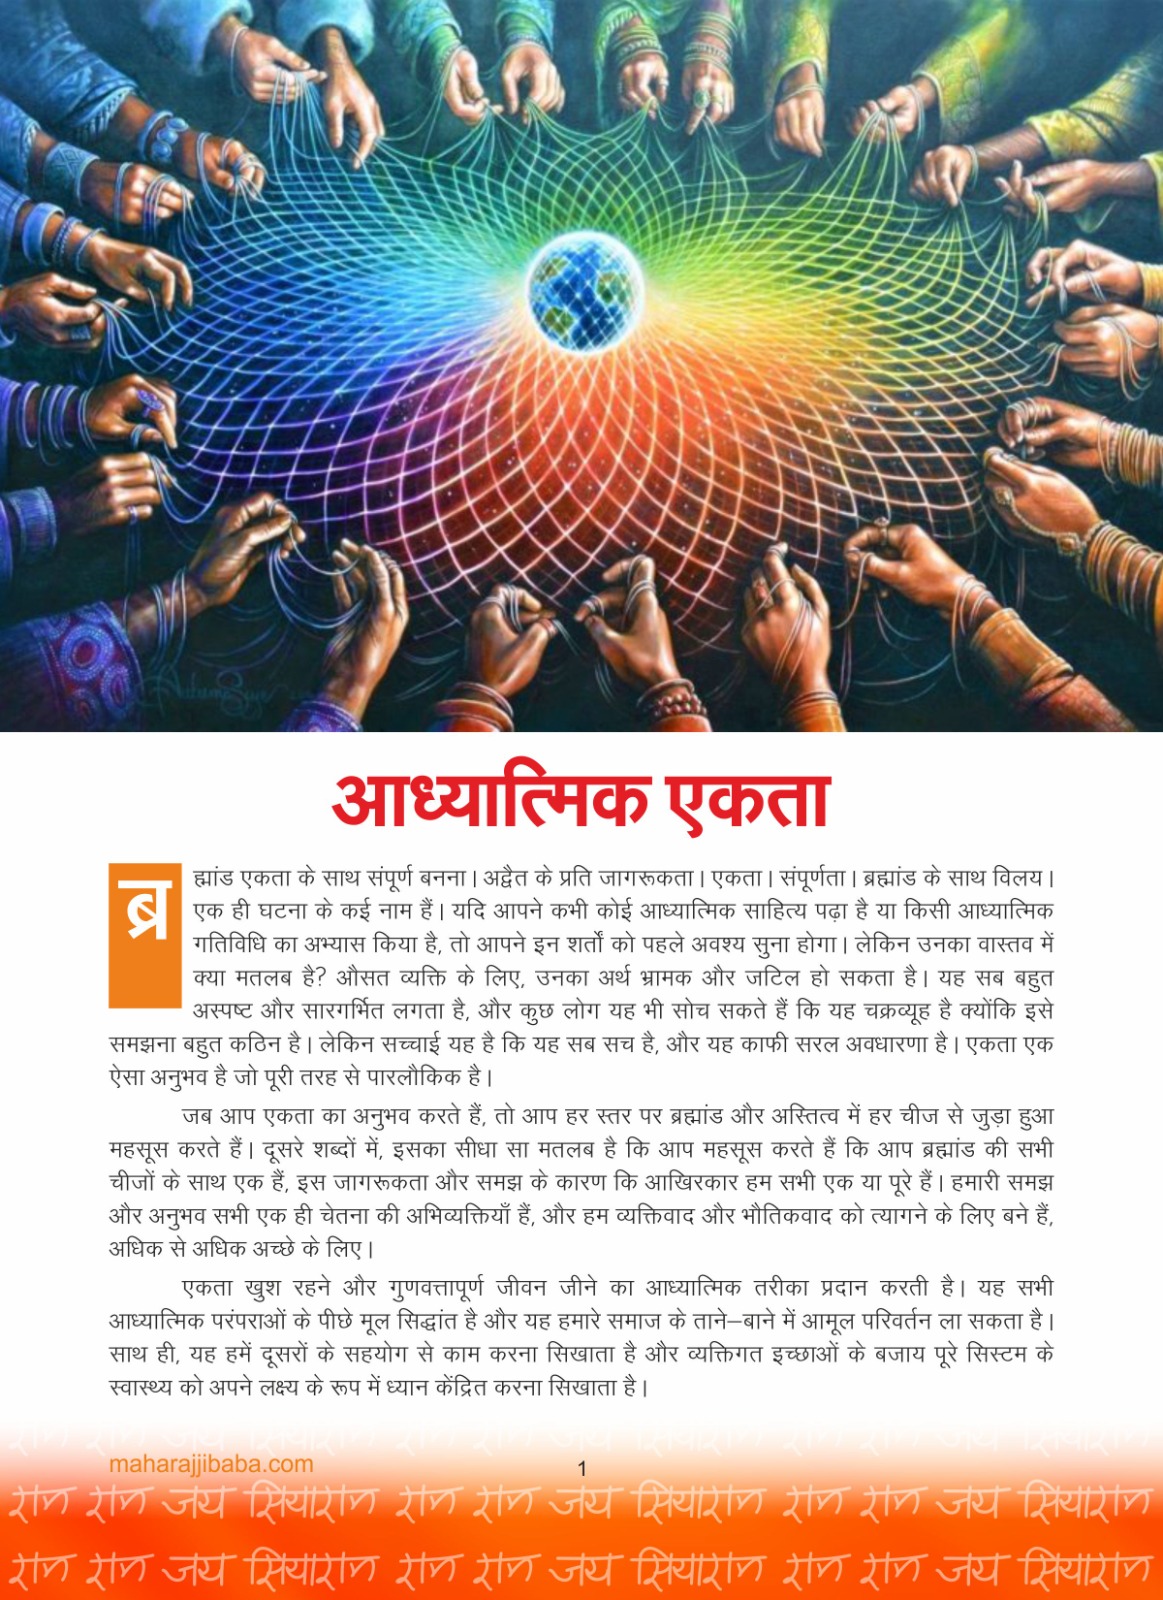 आध्यात्मिक एकता
ब्रह्मांड एकता के साथ संपूर्ण बनना। अद्वैत के प्रति जागरूकता। एकता। संपूर्णता। ब्रह्मांड के साथ विलय।
एक ही घटना के कई नाम हैं। यदि आपने कभी कोई आध्यात्मिक साहित्य पढ़ा है या किसी आध्यात्मिक
गतिविधि का अभ्यास किया है, तो आपने इन शर्तों को पहले अवश्य सुना होगा। लेकिन उनका वास्तव में
क्या मतलब है? औसत व्यक्ति के लिए, उनका अर्थ भ्रामक और जटिल हो सकता है। यह सब बहुत
अस्पष्ट और सारगर्भित लगता है, और कुछ लोग यह भी सोच सकते हैं कि यह चक्रव्यूह है क्योंकि इसे
समझना बहुत कठिन है। लेकिन सच्चाई यह है कि यह सब सच है, और यह काफी सरल अवधारणा है। एकता एक
ऐसा अनुभव है जो पूरी तरह से पारलौकिक है।
जब आप एकता का अनुभव करते हैं, तो आप हर स्तर पर ब्रह्मांड और अस्तित्व में हर चीज से जुड़ा हुआ
महसूस करते हैं। दूसरे शब्दों में, इसका सीधा सा मतलब है कि आप महसूस करते हैं कि आप ब्रह्मांड की सभी
चीजों के साथ एक हैं, इस जागरूकता और समझ के कारण कि आखिरकार हम सभी एक या पूरे हैं। हमारी समझ
और अनुभव सभी एक ही चेतना की अभिव्यक्तियाँ हैं, और हम व्यक्तिवाद और भौतिकवाद को त्यागने के लिए बने हैं,
अधिक से अधिक अच्छे के लिए।
एकता खुश रहने और गुणवत्तापूर्ण जीवन जीने का आध्यात्मिक तरीका प्रदान करती है। यह सभी
आध्यात्मिक परंपराओं के पीछे मूल सिद्धांत है और यह हमारे समाज के ताने–बाने में आमूल परिवर्तन ला सकता है।
साथ ही, यह हमें दूसरों के सहयोग से काम करना सिखाता है और व्यक्तिगत इच्छाओं के बजाय पूरे सिस्टम के
स्वास्थ्य को अपने लक्ष्य के रूप में ध्यान केंद्रित करना सिखाता है।
maharajjibaba.com
1
राम राम जय सियाराम राम राम जय सियाराम राम राम जय सियाराम
राम राम जय सियाराम राम राम जय सियाराम राम राम जय सियाराम